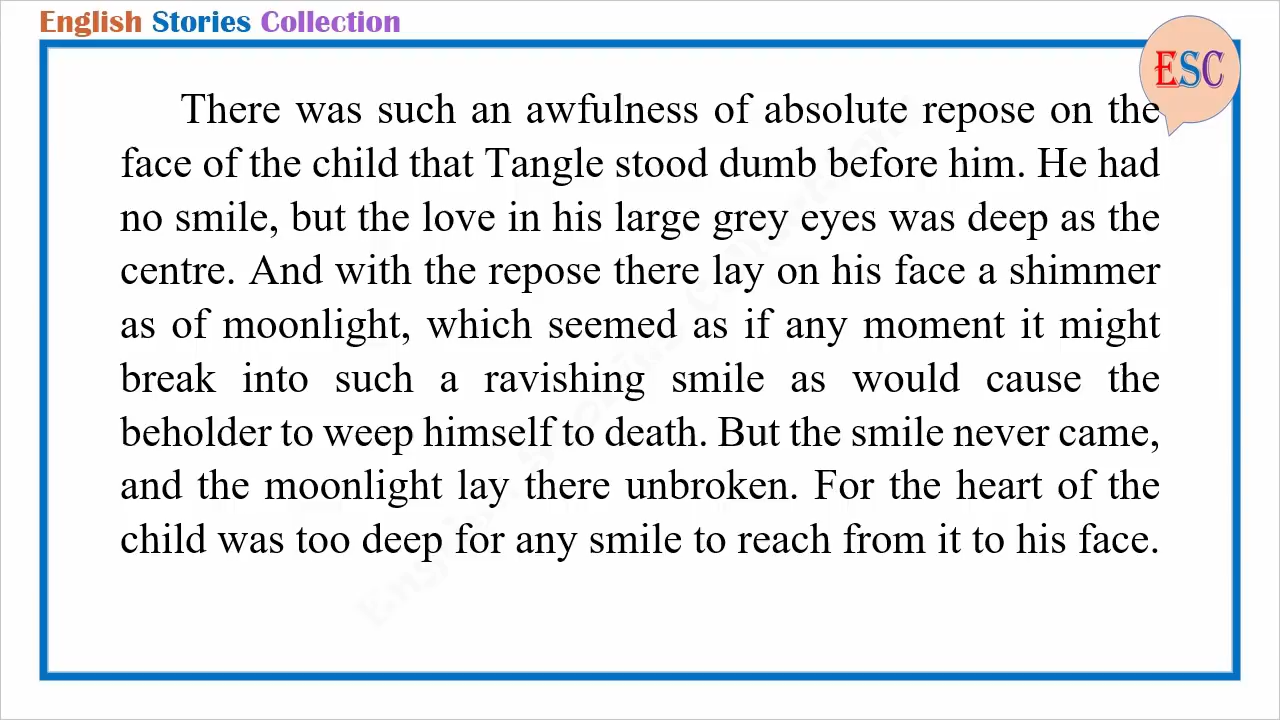 English Stories Collection
ESC
There was such an awfulness of absolute repose on the
face of the child that Tangle stood dumb before him. He had
no smile, but the love in his large grey eyes was deep as the
centre. And with the repose there lay on his face a shimmer
as of moonlight, which seemed as if any moment it might
break into such a ravishing smile as would cause the
beholder to weep himself to death. But the smile never came,
and the moonlight lay there unbroken. For the heart of the
child was too deep for any smile to reach from it to his face.